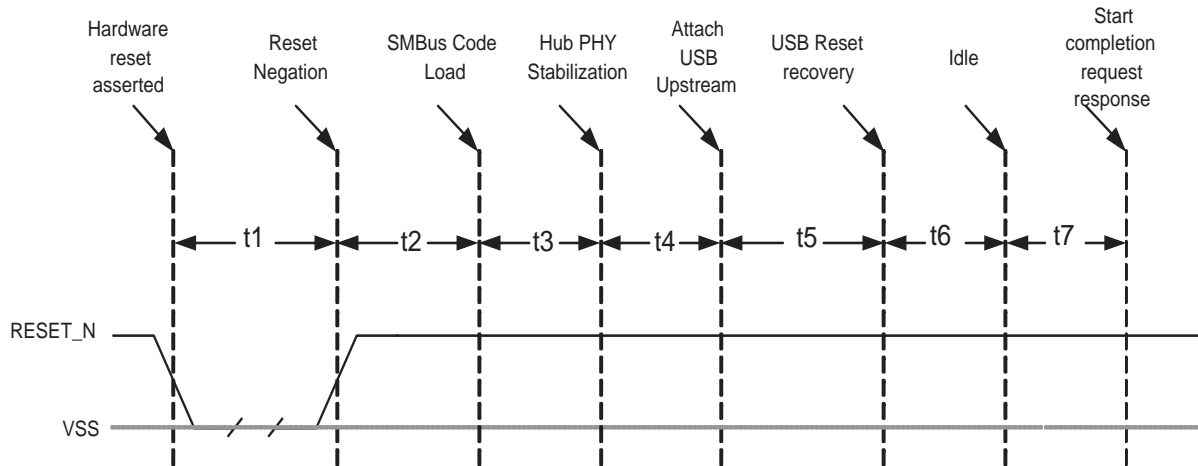 Hardware
reset
asserted
Reset
Negation
SMBus Code
Load
Hub PHY
Stabilization
Attach
USB
Upstream
USB Reset
recovery
Idle
Start
completion
request
response
t1
t2
t3
t4
t5
t6
t7
RESET_N
VSS